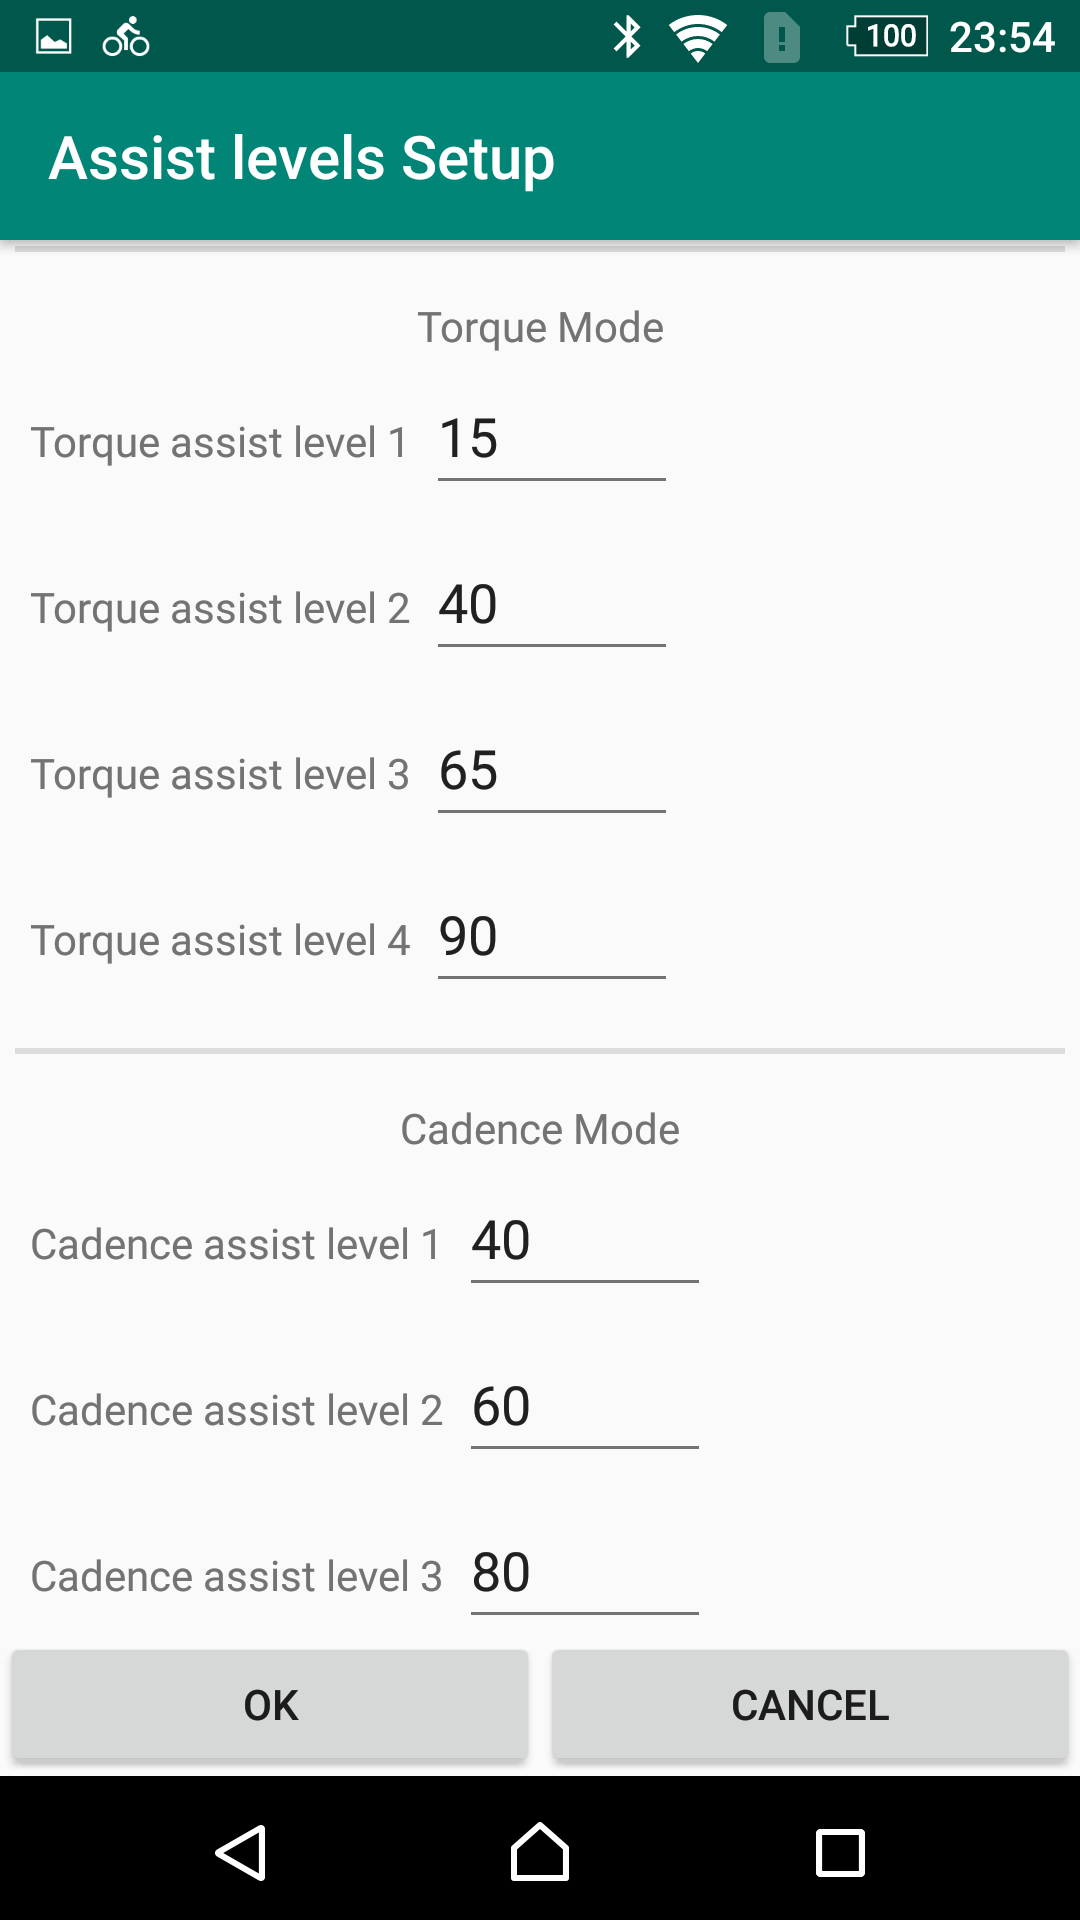 100 23:54
Assist levels Setup
Torque Mode
Torque assist level 1 15
Torque assist level 2 40
Torque assist level 3 65
Torque assist level 4 90
Cadence Mode
Cadence assist level 1 40
Cadence assist level 2 60
Cadence assist level 3 80
OK CANCEL